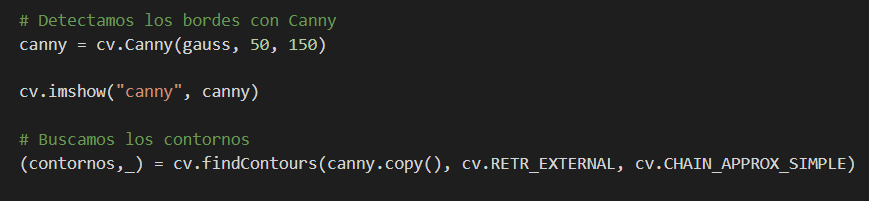 # Detectamos los bordes con Canny
canny = cv.Canny(gauss, 50, 150)
cv.imshow("canny", canny)
# Buscamos los contornos
(contornos,_) = cv.findContours(canny.copy(), cv.RETR_EXTERNAL, cv.CHAIN_APPROX_SIMPLE)